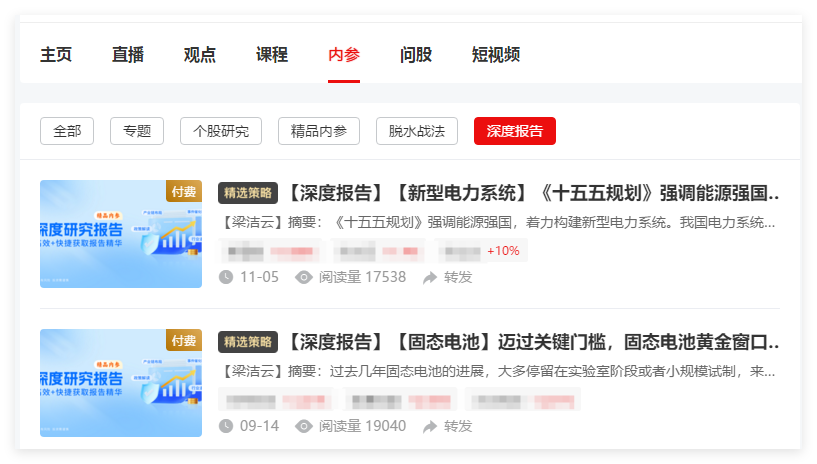 主页 直播 观点 课程 内参 问股 短视频
全部 专题 个股研究 精品内参 脱水战法 深度报告
付费
精品内参
深度研究报告
高效+快捷获取报告精华
精选策略 【深度报告】【新型电力系统】《十五五规划》强调能源强国..
【梁洁云】摘要：《十五五规划》强调能源强国，着力构建新型电力系统。我国电力系统...
+10%
11-05 阅读量 17538 转发
付费
精品内参
深度研究报告
高效+快捷获取报告精华
精选策略 【深度报告】【固态电池】迈过关键门槛，固态电池黄金窗口..
【梁洁云】摘要：过去几年固态电池的进展，大多停留在实验室阶段或者小规模试制，来...
09-14 阅读量 19040 转发